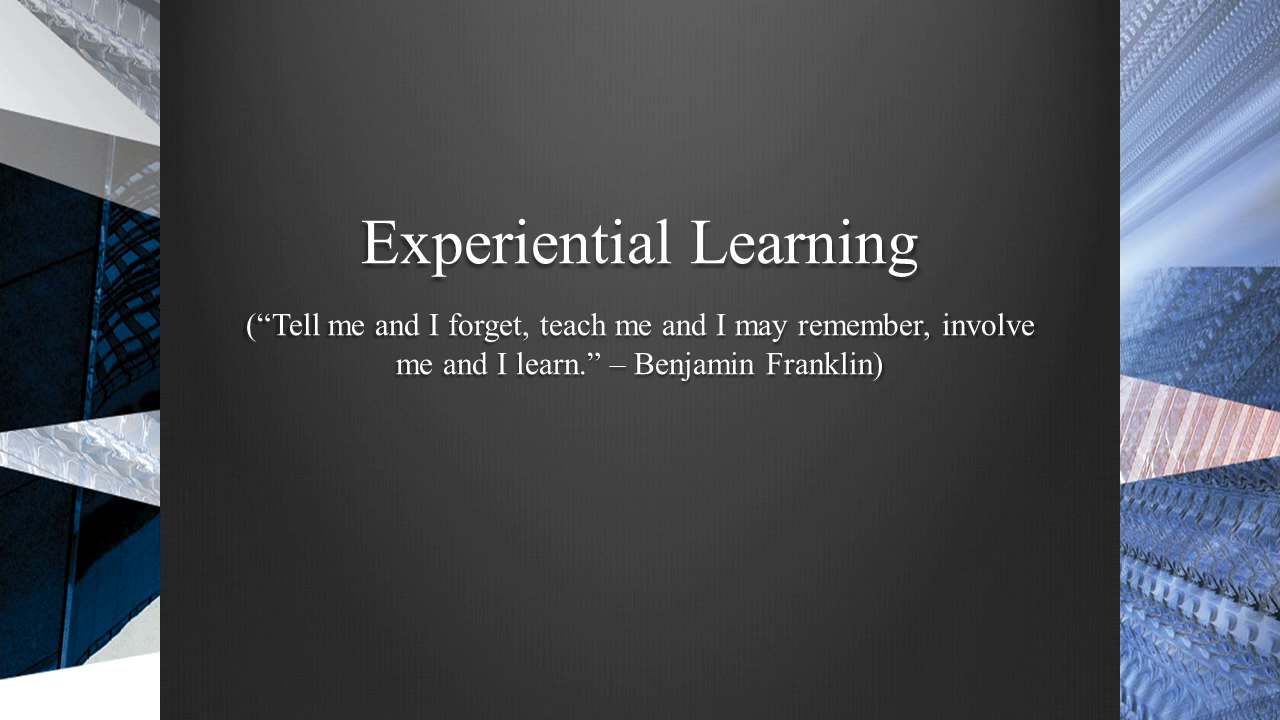 Experiential Learning
(“Tell me and I forget, teach me and I may remember, involve
me and I learn.” – Benjamin Franklin)